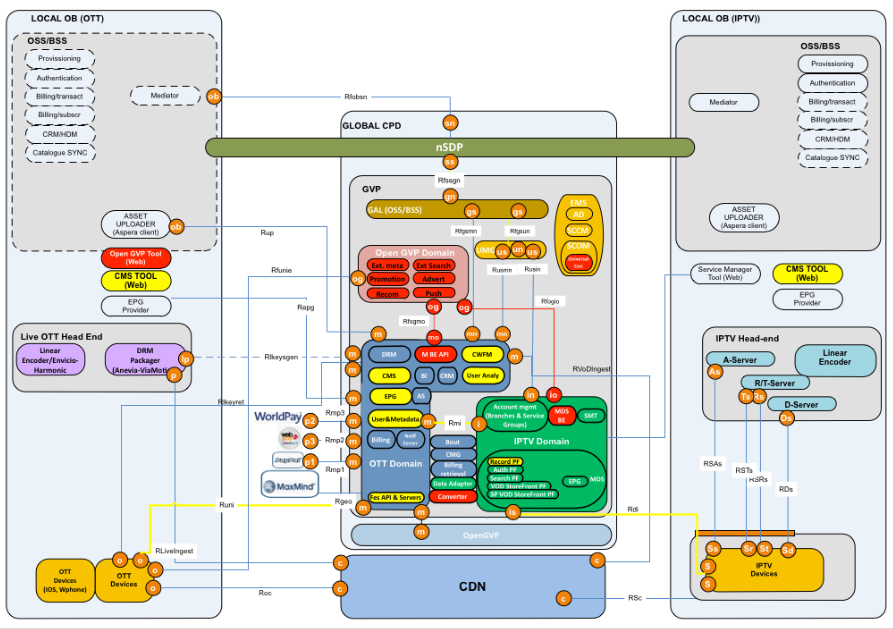 LOCAL OB (OTT)
OSS/BSS
Provissioning
Authentication
Billing/transact
Billing/subscr
CRM/HDM
Catalogue SYNC
Mediator
ob
ASSET
UPLOADER
(Aspera client)
ob
Open GVP Tool
(Web)
CMS TOOL
(Web)
EPG
Provider
Live OTT Head End
Linear
Encoder/Envicio-
Harmonic
DRM
Packager
(Anevia-ViaMotion)
lp
p
OTT
Devices
(IOS, Wphone)
OTT
Devices
o
o
o
o
Rfobsn
Rup
Rfunie
Repg
Rlkeysgen
Rlkeyret
Rmp3
Rmp2
Rmp1
Rgeo
Runi
RLiveIngest
Roc
WorldPay
PayPal
MaxMind
p2
p3
p1
GLOBAL CPD
sn
nSDP
ss
Rfssgn
GVP
gn
GAL (OSS/BSS)
gs
gs
Rfgsmn
Rfgsun
UMG
us
un
us
Rusmn
Rusin
EMS
AD
SCCM
SCOM
Universal
Open GVP Domain
Ext. meta
Ext Search
Promotion
Advert
Recom
Push
og
og
og
Rfogmo
Rfogio
m
mo
mn
mn
DRM
M BE API
CWFM
CMS
BI
CRM
User Analy
EPG
AS
User&Metadata
Billing
Notif
Server
OTT Domain
Fes API & Servers
m
m
m
m
m
m
m
m
m
m
m
Rmi
i
Bout
CMG
Billing
retrieval
Data Adapter
Converter
RVoDIngest
in
io
Account mgmt
(Branches & Service
Groups)
MDS
BE
SMT
IPTV Domain
Record PF
Auth PF
Search PF
VOD Storefront PF
3P VOD StoreFront PF
EPG
MDS
is
OpenGVP
CDN
c
c
c
c
Rdi
RSc
LOCAL OB (IPTV))
OSS/BSS
Provissioning
Authentication
Billing/transact
Billing/subscr
CRM/HDM
Catalogue SYNC
Mediator
ASSET
UPLOADER
(Aspera client)
Service Manager
Tool (Web)
CMS TOOL
(Web)
EPG
Provider
IPTV Head-end
A-Server
Linear
Encoder
R/T-Server
D-Server
As
Ts
Rs
Ds
RSAs
RSTs
RSRs
RDs
Ss
Sr
St
Sd
S
S
IPTV
Devices